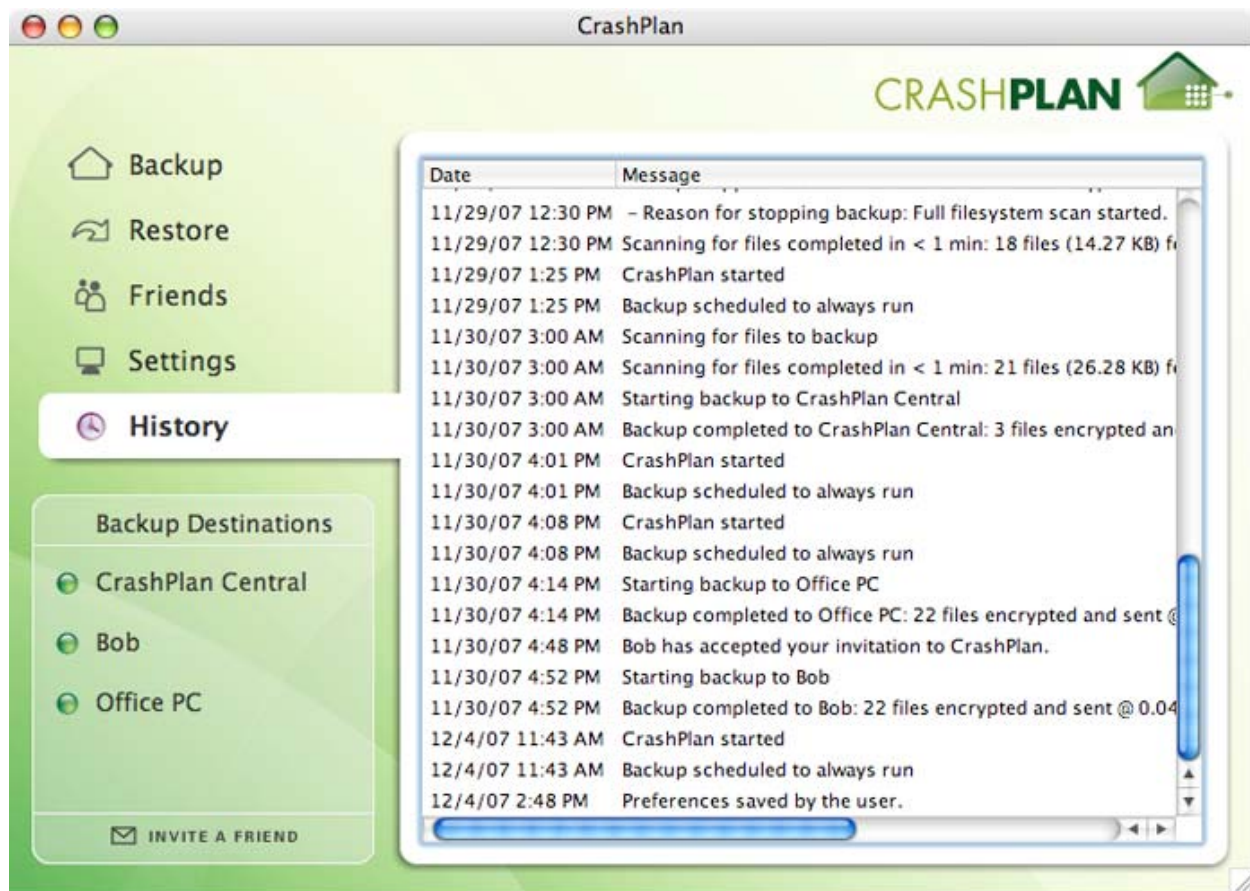 CrashPlan
CRASHPLAN
Backup
Restore
Friends
Settings
History
Backup Destinations
CrashPlan Central
Bob
Office PC
INVITE A FRIEND
Date Message
11/29/07 12:30 PM – Reason for stopping backup: Full filesystem scan started.
11/29/07 12:30 PM Scanning for files completed in < 1 min: 18 files (14.27 KB)
11/29/07 1:25 PM CrashPlan started
11/29/07 1:25 PM Backup scheduled to always run
11/30/07 3:00 AM Scanning for files to backup
11/30/07 3:00 AM Scanning for files completed in < 1 min: 21 files (26.28 KB)
11/30/07 3:00 AM Starting backup to CrashPlan Central
11/30/07 3:00 AM Backup completed to CrashPlan Central: 3 files encrypted an
11/30/07 4:01 PM CrashPlan started
11/30/07 4:01 PM Backup scheduled to always run
11/30/07 4:08 PM CrashPlan started
11/30/07 4:08 PM Backup scheduled to always run
11/30/07 4:14 PM Starting backup to Office PC
11/30/07 4:14 PM Backup completed to Office PC: 22 files encrypted and sent @
11/30/07 4:48 PM Bob has accepted your invitation to CrashPlan.
11/30/07 4:52 PM Starting backup to Bob
11/30/07 4:52 PM Backup completed to Bob: 22 files encrypted and sent @ 0.04
12/4/07 11:43 AM CrashPlan started
12/4/07 11:43 AM Backup scheduled to always run
12/4/07 2:48 PM Preferences saved by the user.